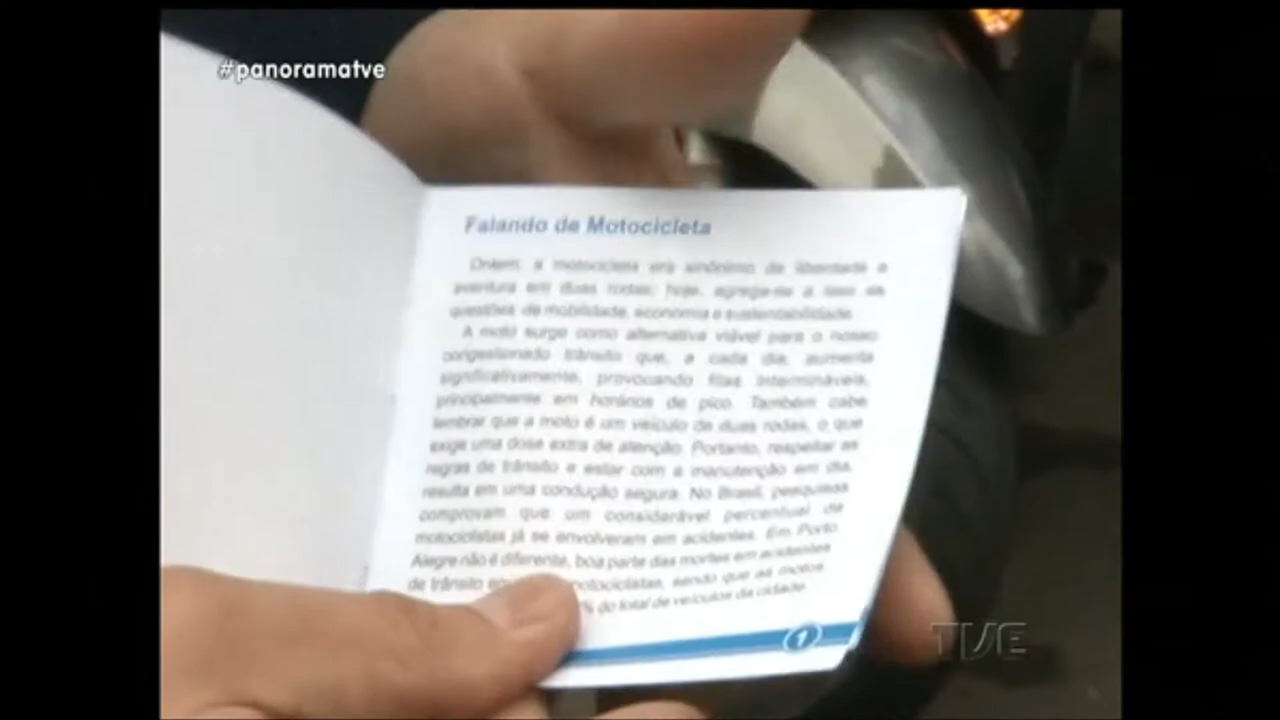 #panoramatve
Falando de Motocicleta
Ontem, a motocicleta era sinônimo de liberdade e
aventura em duas rodas; hoje, agrega-se a isso as
questões de mobilidade, economia e sustentabilidade.
A moto surge como alternativa viável para o nosso
congestionado trânsito que, a cada dia, aumenta
significativamente, provocando filas intermináveis,
principalmente em horários de pico. Também cabe
lembrar que a moto é um veículo de duas rodas, o que
exige uma dose extra de atenção. Portanto, respeitar as
regras de trânsito e estar com a manutenção em dia,
resulta em uma condução segura. No Brasil, pesquisas
comprovam que um considerável percentual de
motociclistas já se envolveram em acidentes. Em Porto
Alegre não é diferente, boa parte das mortes em acidentes
de trânsito motociclistas, sendo que as motos
% do total de veículos da cidade.
1
TVE